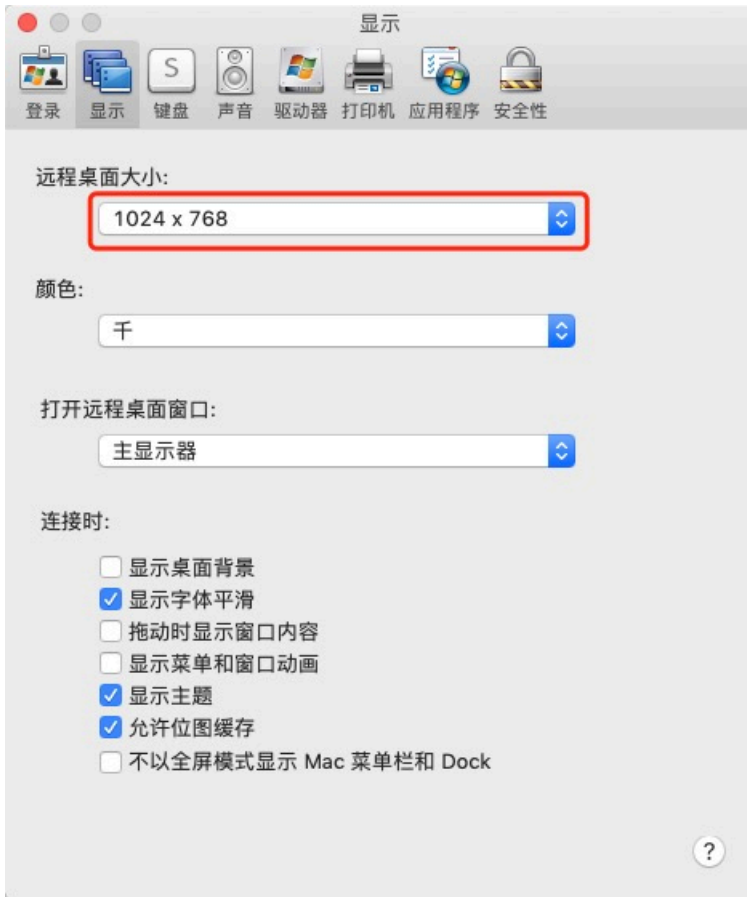 显示
S
登录 显示 键盘 声音 驱动器 打印机 应用程序 安全性
远程桌面大小:
1024 x 768
颜色:
千
打开远程桌面窗口:
主显示器
连接时:
显示桌面背景
显示字体平滑
拖动时显示窗口内容
显示菜单和窗口动画
显示主题
允许位图缓存
不以全屏模式显示 Mac 菜单栏和 Dock
?